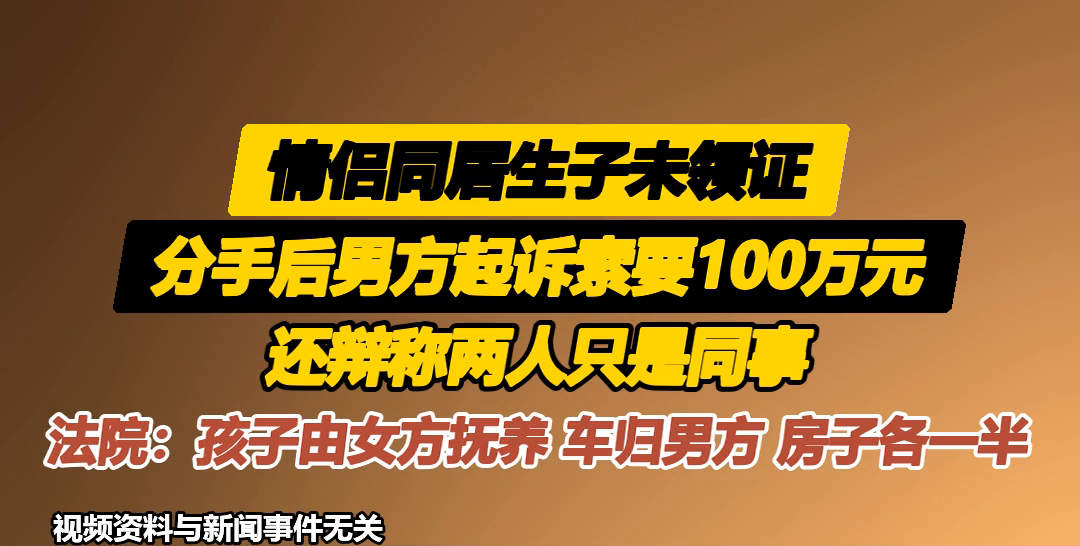 情侣同居生子未领证
分手后男方起诉索要100万元
还辩称两人只是同事
法院：孩子由女方抚养 车归男方 房子各一半
视频资料与新闻事件无关